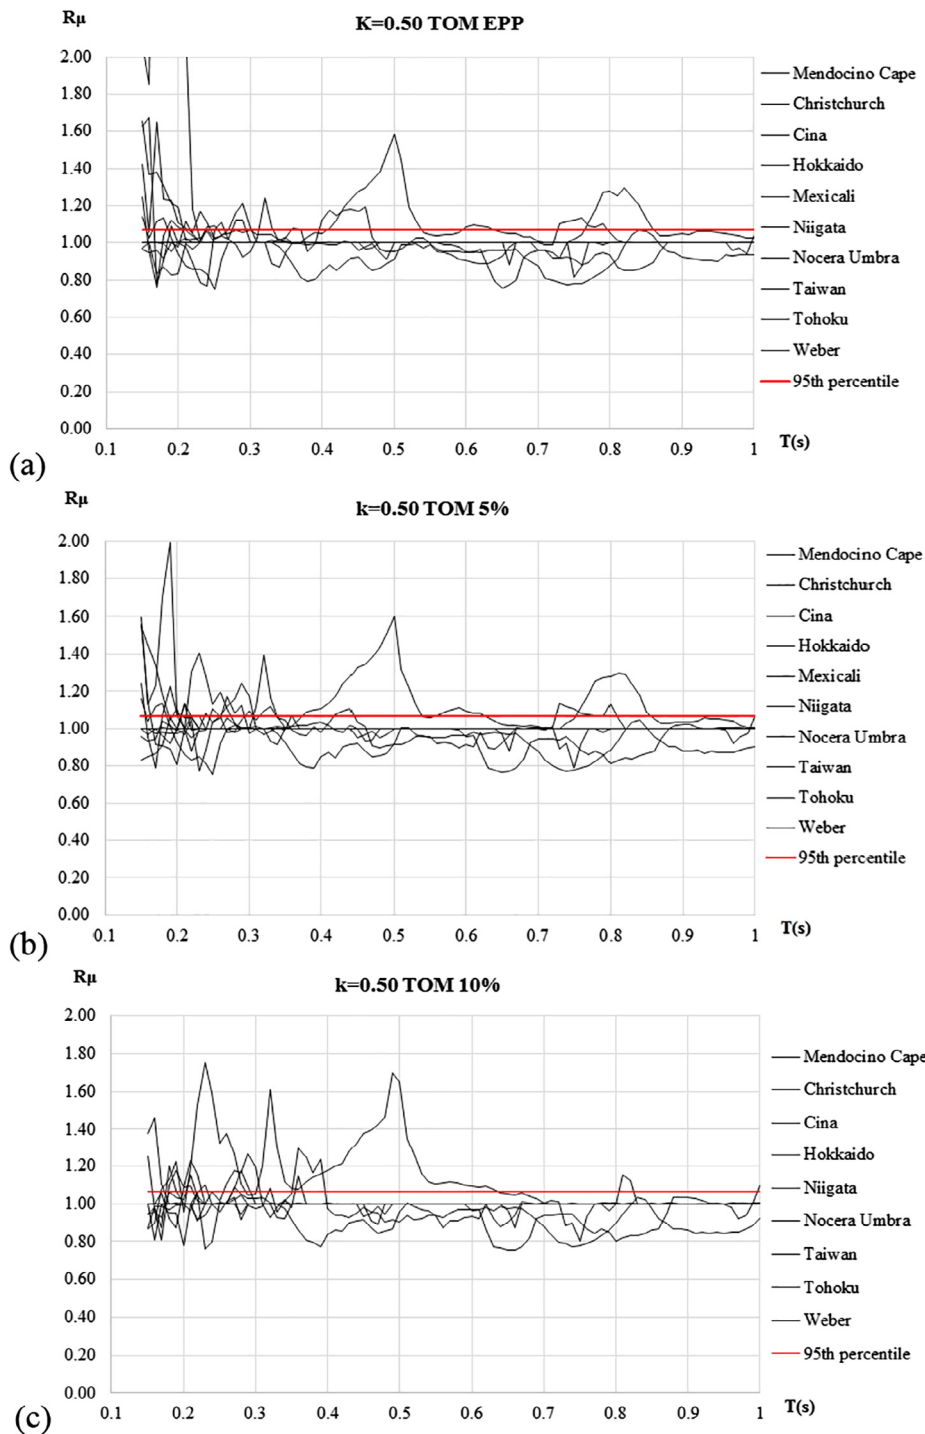 Rμ
K=0.50 TOM EPP
2.00
1.80
1.60
1.40
1.20
1.00
0.80
0.60
0.40
0.20
0.00
0.1 0.2 0.3 0.4 0.5 0.6 0.7 0.8 0.9 1
T(s)
Mendocino Cape
Christchurch
Cina
Hokkaido
Mexicali
Niigata
Nocera Umbra
Taiwan
Tohoku
Weber
95th percentile
(a)
Rμ
k=0.50 TOM 5%
2.00
1.80
1.60
1.40
1.20
1.00
0.80
0.60
0.40
0.20
0.00
0.1 0.2 0.3 0.4 0.5 0.6 0.7 0.8 0.9 1
T(s)
Mendocino Cape
Christchurch
Cina
Hokkaido
Mexicali
Niigata
Nocera Umbra
Taiwan
Tohoku
Weber
95th percentile
(b)
Rμ
k=0.50 TOM 10%
2.00
1.80
1.60
1.40
1.20
1.00
0.80
0.60
0.40
0.20
0.00
0.1 0.2 0.3 0.4 0.5 0.6 0.7 0.8 0.9 1
T(s)
Mendocino Cape
Christchurch
Cina
Hokkaido
Niigata
Nocera Umbra
Taiwan
Tohoku
Weber
95th percentile
(c)